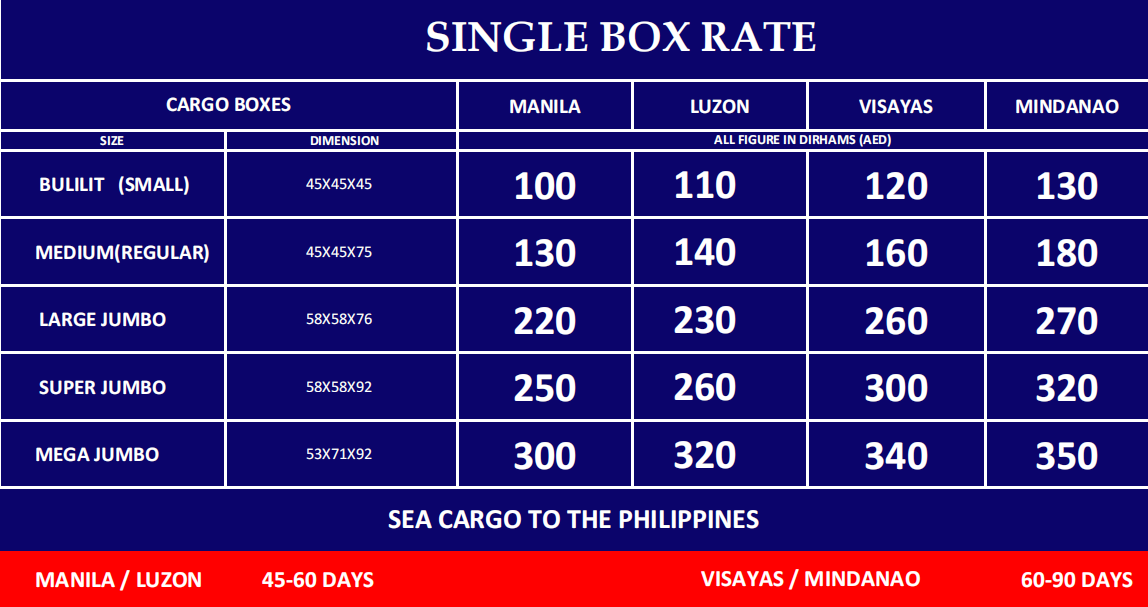 SINGLE BOX RATE
CARGO BOXES MANILA LUZON VISAYAS MINDANAO
SIZE DIMENSION ALL FIGURE IN DIRHAMS (AED)
BULILIT (SMALL) 45X45X45 100 110 120 130
MEDIUM(REGULAR) 45X45X75 130 140 160 180
LARGE JUMBO 58X58X76 220 230 260 270
SUPER JUMBO 58X58X92 250 260 300 320
MEGA JUMBO 53X71X92 300 320 340 350
SEA CARGO TO THE PHILIPPINES
MANILA / LUZON 45-60 DAYS VISAYAS / MINDANAO 60-90 DAYS